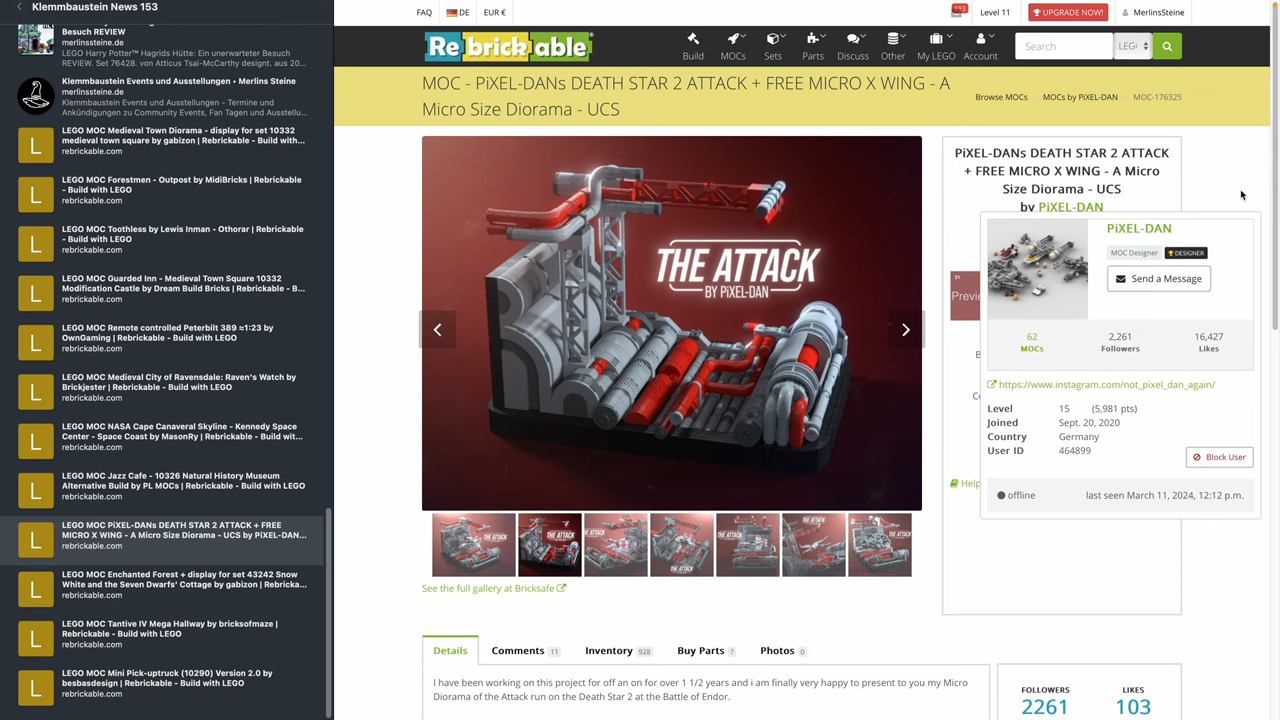 Klemmbaustein News 153
Besuch REVIEW
merlinssteine.de
LEGO Harry Potter™ Hagrids Hütte: Ein unerwarteter Besuch
REVIEW. Set 76428. von Atticus Tsai-McCarthy design. aus 20...
Klemmbaustein Events und Ausstellungen • Merlins Steine
merlinssteine.de
Klemmbaustein Events und Ausstellungen - Termine und
Ankündigungen zu Community Events, Fan Tagen und Ausstellu...
L
LEGO MOC Medieval Town Diorama - display for set 10332
medieval town square by gabizon | Rebrickable - Build with...
rebrickable.com
L
LEGO MOC Forestmen - Outpost by MidiBricks | Rebrickable
- Build with LEGO
rebrickable.com
L
LEGO MOC Toothless by Lewis Inman - Othorar | Rebrickable
- Build with LEGO
rebrickable.com
L
LEGO MOC Guarded Inn - Medieval Town Square 10332
Modification Castle by Dream Build Bricks | Rebrickable - B...
rebrickable.com
L
LEGO MOC Remote controlled Peterbilt 389 ≈1:23 by
OwnGaming | Rebrickable - Build with LEGO
rebrickable.com
L
LEGO MOC Medieval City of Ravensdale: Raven's Watch by
Brickjester | Rebrickable - Build with LEGO
rebrickable.com
L
LEGO MOC NASA Cape Canaveral Skyline - Kennedy Space
Center - Space Coast by MasonRy | Rebrickable - Build wit...
rebrickable.com
L
LEGO MOC Jazz Cafe - 10326 Natural History Museum
Alternative Build by PL MOCs | Rebrickable - Build with LEGO
rebrickable.com
L
LEGO MOC PiXEL-DANs DEATH STAR 2 ATTACK + FREE
MICRO X WING - A Micro Size Diorama - UCS by PiXEL-DAN...
rebrickable.com
L
LEGO MOC Enchanted Forest + display for set 43242 Snow
White and the Seven Dwarfs' Cottage by gabizon | Rebricka...
rebrickable.com
L
LEGO MOC Tantive IV Mega Hallway by bricksofmaze |
Rebrickable - Build with LEGO
rebrickable.com
L
LEGO MOC Mini Pick-uptruck (10290) Version 2.0 by
besbasdesign | Rebrickable - Build with LEGO
rebrickable.com
FAQ DE EUR € 193 Level 11 UPGRADE NOW! MerlinsSteine
Rebrickable
Build MOCs Sets Parts Discuss Other My LEGO Account Search LEG
MOC - PiXEL-DANs DEATH STAR 2 ATTACK + FREE MICRO X WING - A
Micro Size Diorama - UCS
Browse MOCs MOCs by PiXEL-DAN MOC-176325
THE ATTACK
BY PIXEL-DAN
See the full gallery at Bricksafe
PiXEL-DANs DEATH STAR 2 ATTACK
+ FREE MICRO X WING - A Micro
Size Diorama - UCS
by PiXEL-DAN
Previe
Help
PiXEL-DAN
MOC Designer DESIGNER
Send a Message
62 2,261 16,427
MOCs Followers Likes
https://www.instagram.com/not_pixel_dan_again/
Level 15 (5,981 pts)
Joined Sept. 20, 2020
Country Germany
User ID 464899
Block User
offline last seen March 11, 2024, 12:12 p.m.
Details Comments 11 Inventory 928 Buy Parts ? Photos 0
I have been working on this project for off an on for over 1 1/2 years and i am finally very happy to present to you my Micro
Diorama of the Attack run on the Death Star 2 at the Battle of Endor.
FOLLOWERS LIKES
2261 103